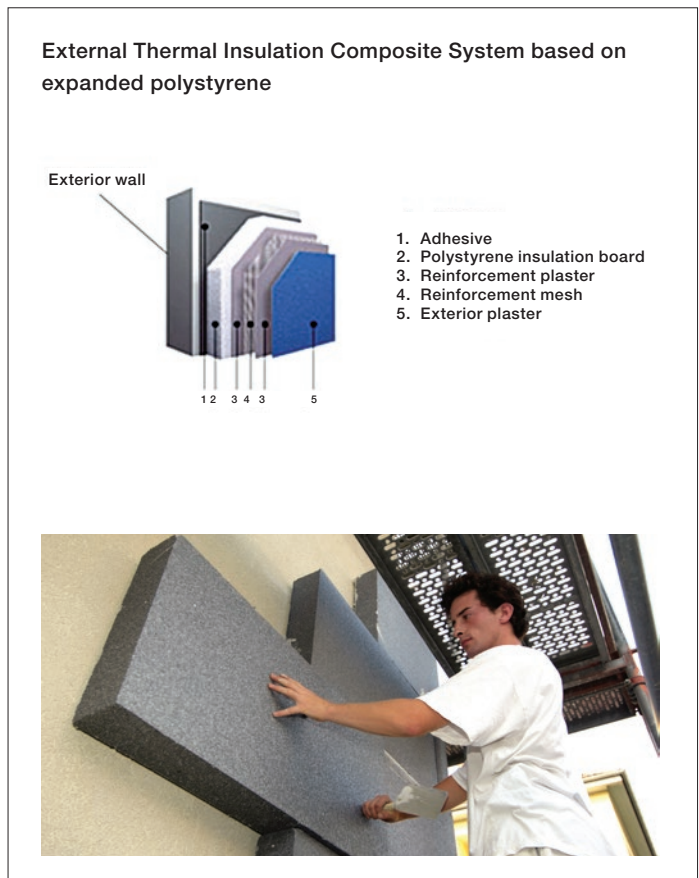 External Thermal Insulation Composite System based on
expanded polystyrene
Exterior wall
1. Adhesive
2. Polystyrene insulation board
3. Reinforcement plaster
4. Reinforcement mesh
5. Exterior plaster
1 2 3 4 3 5